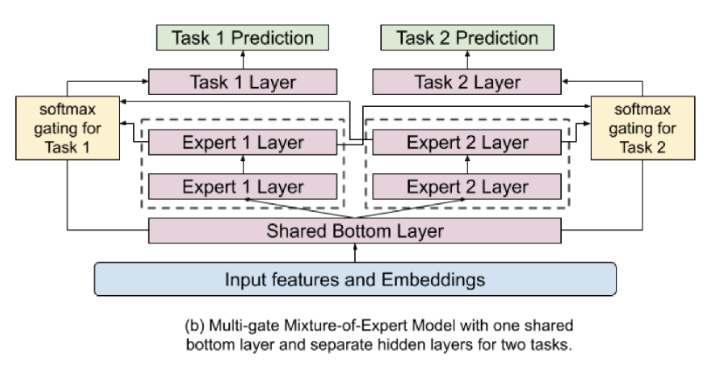 Task 1 Prediction
Task 2 Prediction
Task 1 Layer
Task 2 Layer
softmax
gating for
Task 1
softmax
gating for
Task 2
Expert 1 Layer
Expert 2 Layer
Expert 1 Layer
Expert 2 Layer
Shared Bottom Layer
Input features and Embeddings
(b) Multi-gate Mixture-of-Expert Model with one shared
bottom layer and separate hidden layers for two tasks.